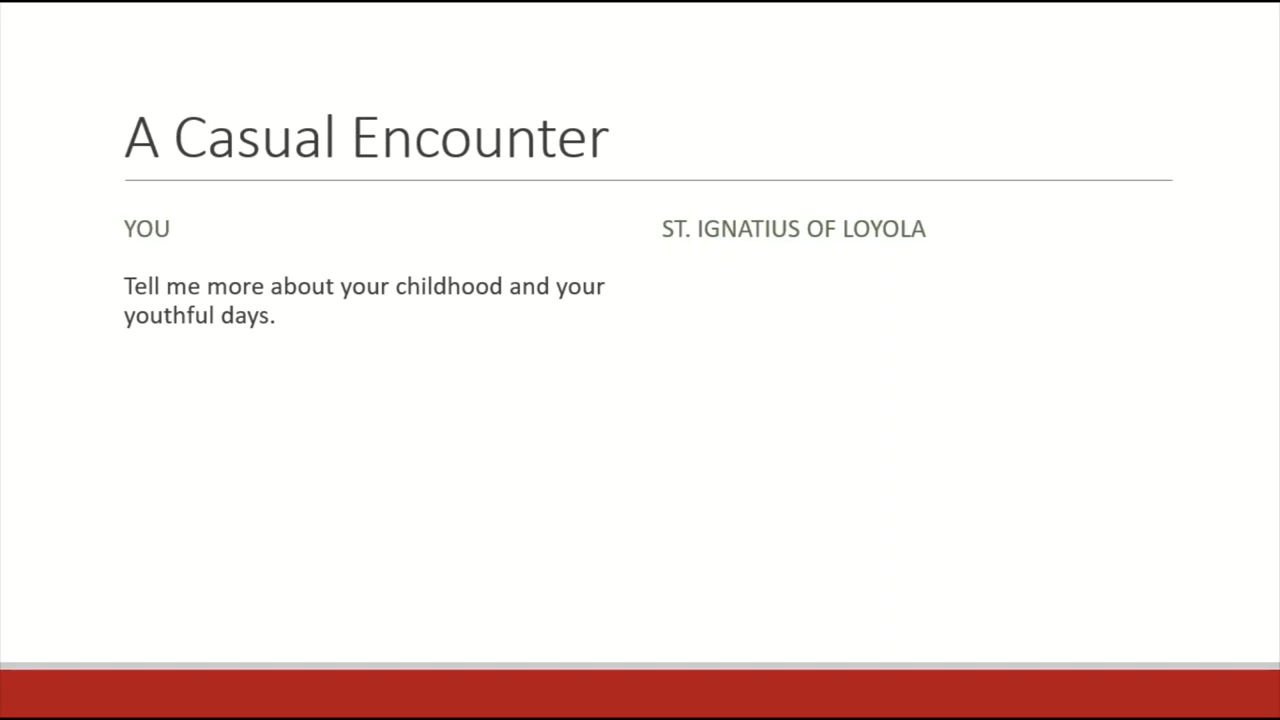 A Casual Encounter
YOU
Tell me more about your childhood and your
youthful days.
ST. IGNATIUS OF LOYOLA